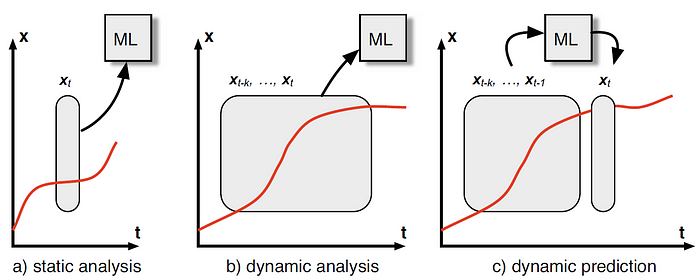 x
ML
xt
t
a) static analysis
x
ML
xt-k, …, xt
t
b) dynamic analysis
x
ML
xt-k, …, xt-1
xt
t
c) dynamic prediction